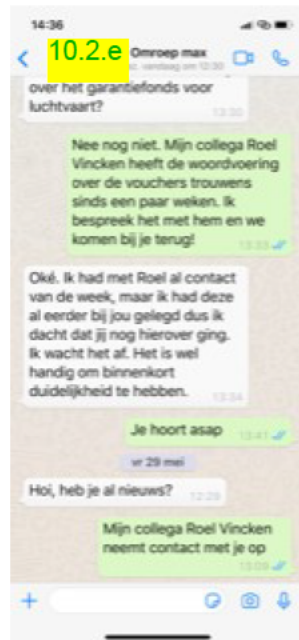 14:36
10.2.e Omroep max
over het garantiefonds voor
luchtvaart?
13:30
Nee nog niet. Mijn collega Roel
Vincken heeft de woordvoering
over de vouchers trouwens
sinds een paar weken. Ik
bespreek het met hem en we
komen bij je terug!
13:33
Oké. Ik had met Roel al contact
van de week, maar ik had deze
al eerder bij jou gelegd dus ik
dacht dat jij nog hierover ging.
Ik wacht het af. Het is wel
handig om binnenkort
duidelijkheid te hebben.
13:34
Je hoort asap
13:41
vr 29 mei
Hoi, heb je al nieuws?
12:29
Mijn collega Roel Vincken
neemt contact met je op
13:09